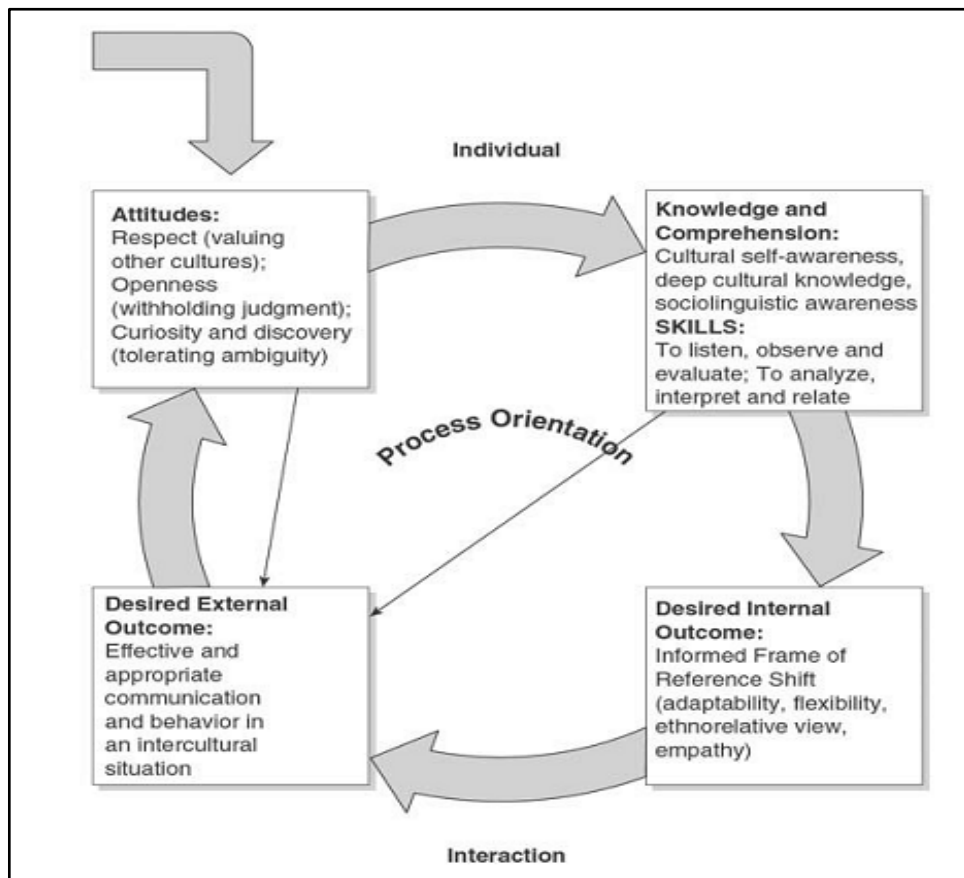 Individual
Attitudes:
Respect (valuing
other cultures);
Openness
(withholding judgment);
Curiosity and discovery
(tolerating ambiguity)
Knowledge and
Comprehension:
Cultural self-awareness,
deep cultural knowledge,
sociolinguistic awareness
SKILLS:
To listen, observe and
evaluate; To analyze,
interpret and relate
Process Orientation
Desired External
Outcome:
Effective and
appropriate
communication
and behavior in
an intercultural
situation
Desired Internal
Outcome:
Informed Frame of
Reference Shift
(adaptability, flexibility,
ethnorelative view,
empathy)
Interaction